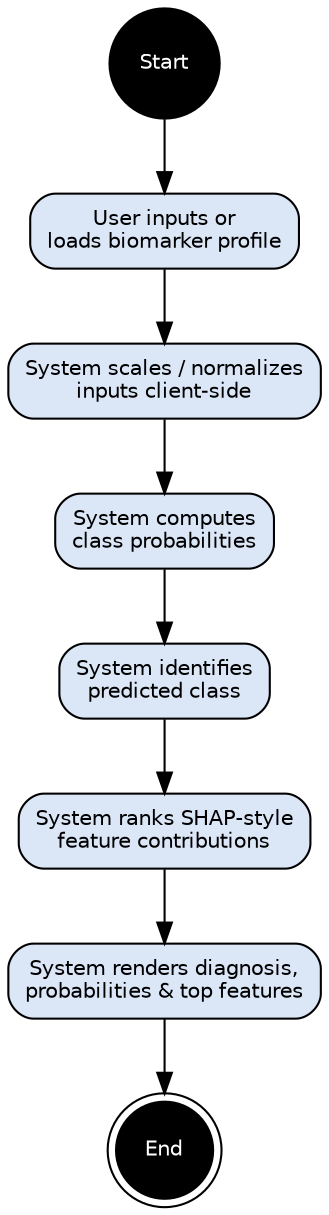 Start
User inputs or
loads biomarker profile
System scales / normalizes
inputs client-side
System computes
class probabilities
System identifies
predicted class
System ranks SHAP-style
feature contributions
System renders diagnosis,
probabilities & top features
End